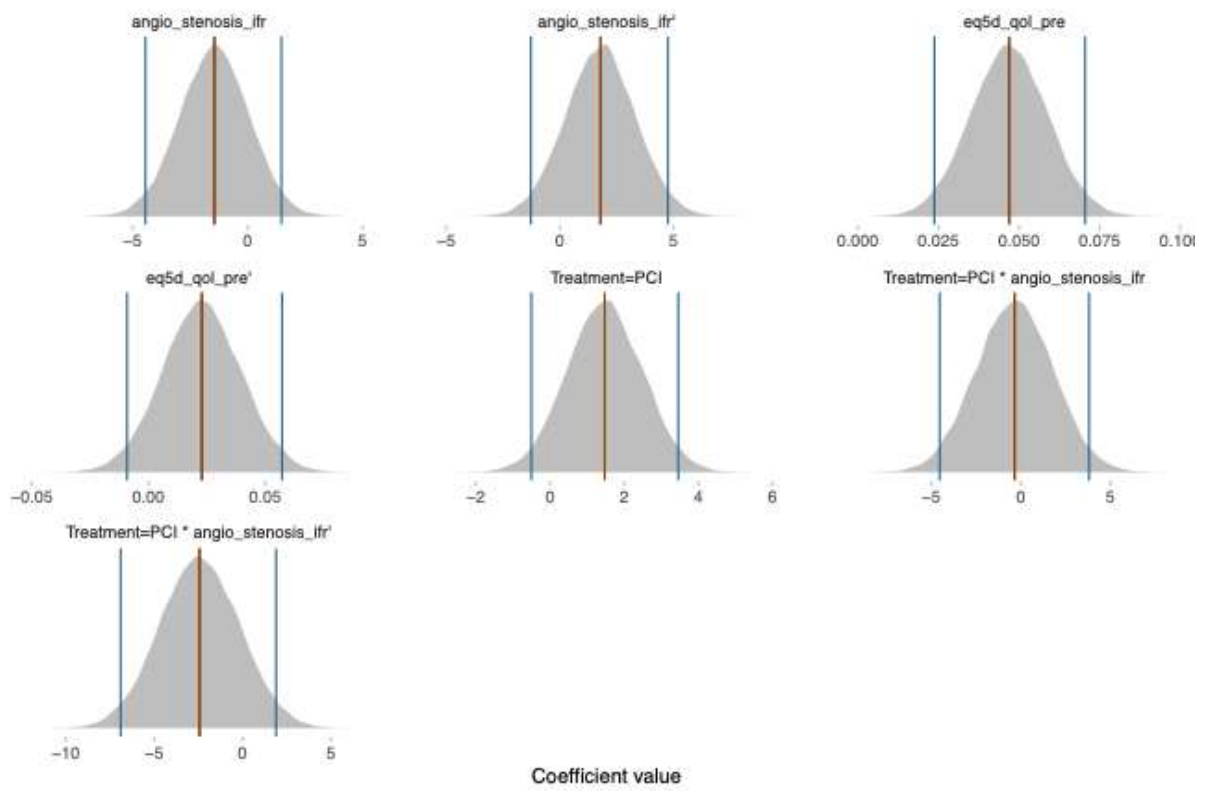 angio_stenosis_ifr angio_stenosis_ifr' eq5d_qol_pre
−5 0 5 −5 0 5 0.000 0.025 0.050 0.075 0.10
eq5d_qol_pre' Treatment=PCI Treatment=PCI * angio_stenosis_ifr
−0.05 0.00 0.05 −2 0 2 4 6 −5 0 5
Treatment=PCI * angio_stenosis_ifr'
−10 −5 0 5
Coefficient value